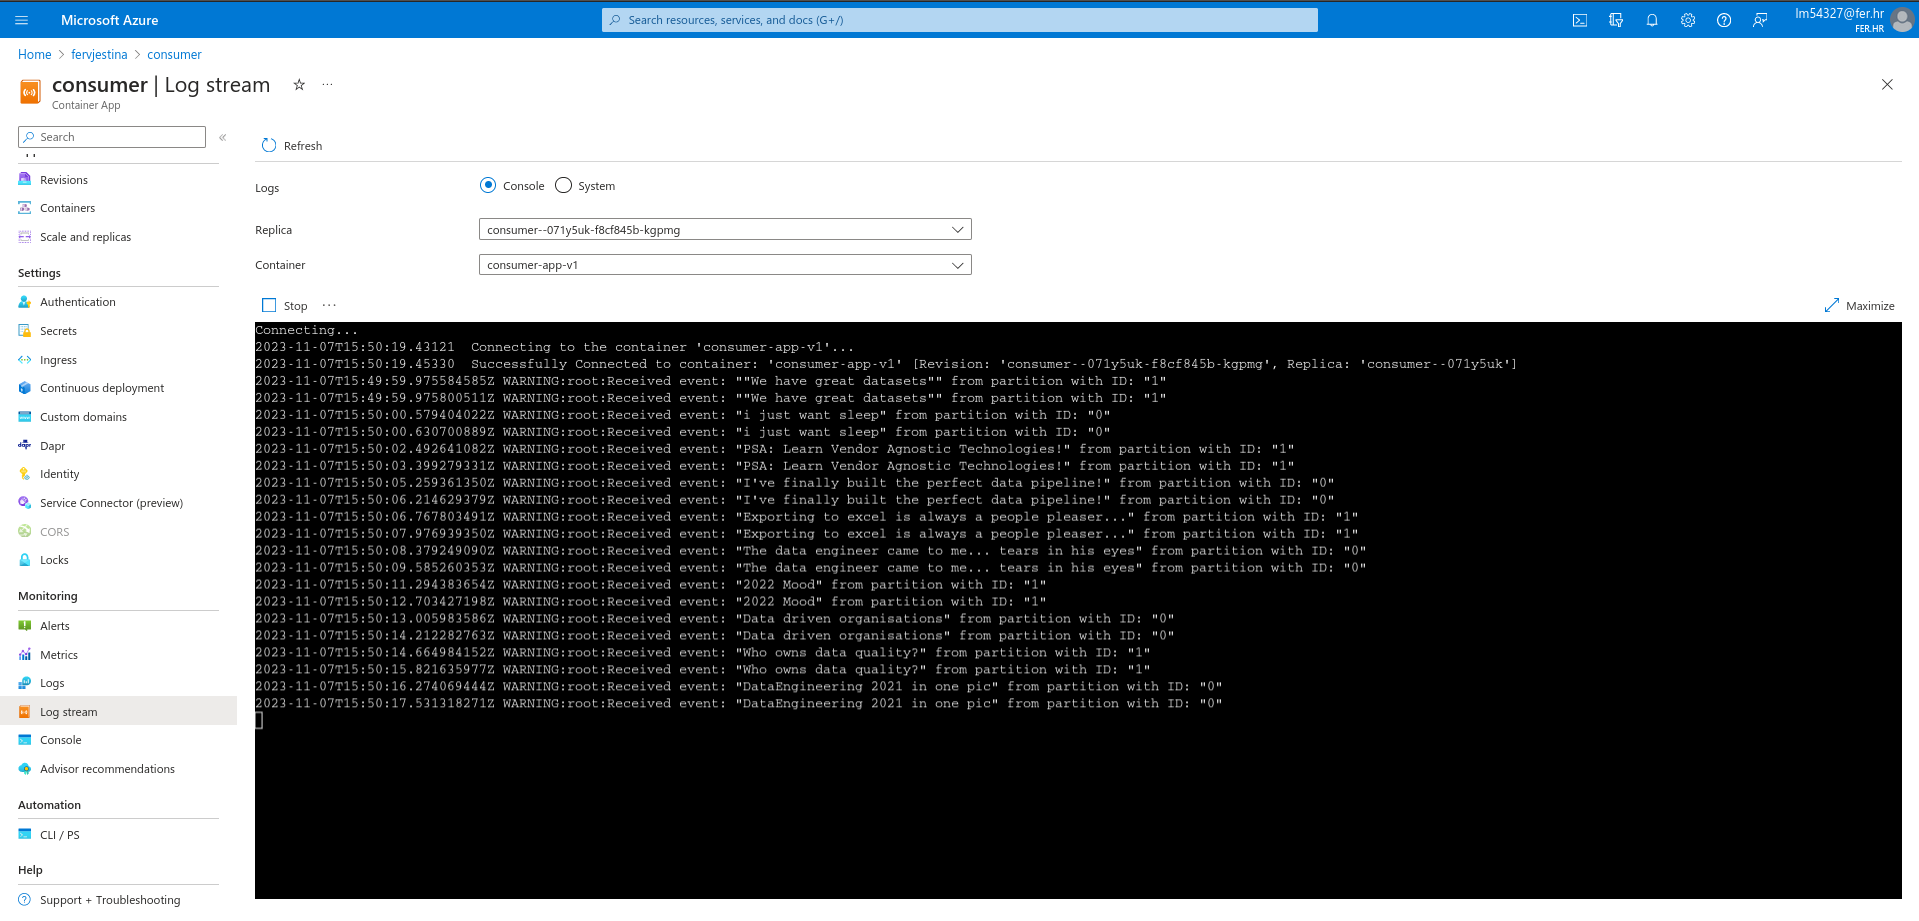 Microsoft Azure
Search resources, services, and docs (G+/)
lm54327@fer.hr
FER.HR
Home > fervjestina > consumer
consumer | Log stream
Container App
Search
Refresh
Revisions
Containers
Scale and replicas
Settings
Authentication
Secrets
Ingress
Continuous deployment
Custom domains
Dapr
Identity
Service Connector (preview)
CORS
Locks
Monitoring
Alerts
Metrics
Logs
Log stream
Console
Advisor recommendations
Automation
CLI / PS
Help
Support + Troubleshooting
Logs
Console
System
Replica
consumer--071y5uk-f8cf845b-kgpmg
Container
consumer-app-v1
Stop
Maximize
Connecting...
2023-11-07T15:50:19.43121  Connecting to the container 'consumer-app-v1'...
2023-11-07T15:50:19.45330  Successfully Connected to container: 'consumer-app-v1' [Revision: 'consumer--071y5uk-f8cf845b-kgpmg', Replica: 'consumer--071y5uk']
2023-11-07T15:49:59.975584585Z WARNING:root:Received event: ""We have great datasets"" from partition with ID: "1"
2023-11-07T15:49:59.975800511Z WARNING:root:Received event: ""We have great datasets"" from partition with ID: "1"
2023-11-07T15:50:00.579404022Z WARNING:root:Received event: "i just want sleep" from partition with ID: "0"
2023-11-07T15:50:00.630700889Z WARNING:root:Received event: "i just want sleep" from partition with ID: "0"
2023-11-07T15:50:02.492641082Z WARNING:root:Received event: "PSA: Learn Vendor Agnostic Technologies!" from partition with ID: "1"
2023-11-07T15:50:03.399279331Z WARNING:root:Received event: "PSA: Learn Vendor Agnostic Technologies!" from partition with ID: "1"
2023-11-07T15:50:05.259361350Z WARNING:root:Received event: "I've finally built the perfect data pipeline!" from partition with ID: "0"
2023-11-07T15:50:06.214629379Z WARNING:root:Received event: "I've finally built the perfect data pipeline!" from partition with ID: "0"
2023-11-07T15:50:06.767803491Z WARNING:root:Received event: "Exporting to excel is always a people pleaser..." from partition with ID: "1"
2023-11-07T15:50:07.976939350Z WARNING:root:Received event: "Exporting to excel is always a people pleaser..." from partition with ID: "1"
2023-11-07T15:50:08.379249090Z WARNING:root:Received event: "The data engineer came to me... tears in his eyes" from partition with ID: "0"
2023-11-07T15:50:09.585260353Z WARNING:root:Received event: "The data engineer came to me... tears in his eyes" from partition with ID: "0"
2023-11-07T15:50:11.294383654Z WARNING:root:Received event: "2022 Mood" from partition with ID: "1"
2023-11-07T15:50:12.703427198Z WARNING:root:Received event: "2022 Mood" from partition with ID: "1"
2023-11-07T15:50:13.005983586Z WARNING:root:Received event: "Data driven organisations" from partition with ID: "0"
2023-11-07T15:50:14.212282763Z WARNING:root:Received event: "Data driven organisations" from partition with ID: "0"
2023-11-07T15:50:14.664984152Z WARNING:root:Received event: "Who owns data quality?" from partition with ID: "1"
2023-11-07T15:50:15.821635977Z WARNING:root:Received event: "Who owns data quality?" from partition with ID: "1"
2023-11-07T15:50:16.274069444Z WARNING:root:Received event: "DataEngineering 2021 in one pic" from partition with ID: "0"
2023-11-07T15:50:17.531318271Z WARNING:root:Received event: "DataEngineering 2021 in one pic" from partition with ID: "0"